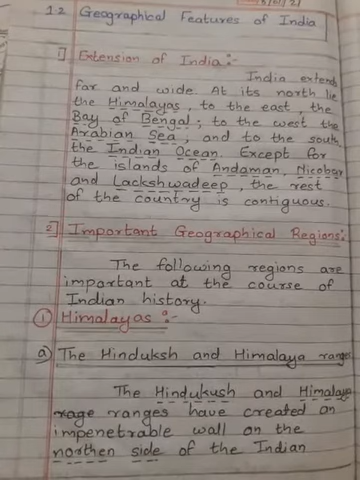 1.2 Geographical Features of India
1] Extension of India :-
India extends
far and wide. At its north lie
the Himalayas, to the east, the
Bay of Bengal; to the west the
Arabian Sea, and to the south
the Indian Ocean. Except for
the islands of Andaman, Nicobar
and Lackshwadeep, the rest
of the country is contiguous.
2] Important Geographical Regions:-
The following regions are
important at the course of
Indian history.
① Himalayas :-
a) The Hinduksh and Himalaya ranges
The Hindukush and Himalaya
rage ranges have created an
impenetrable wall on the
northen side of the Indian